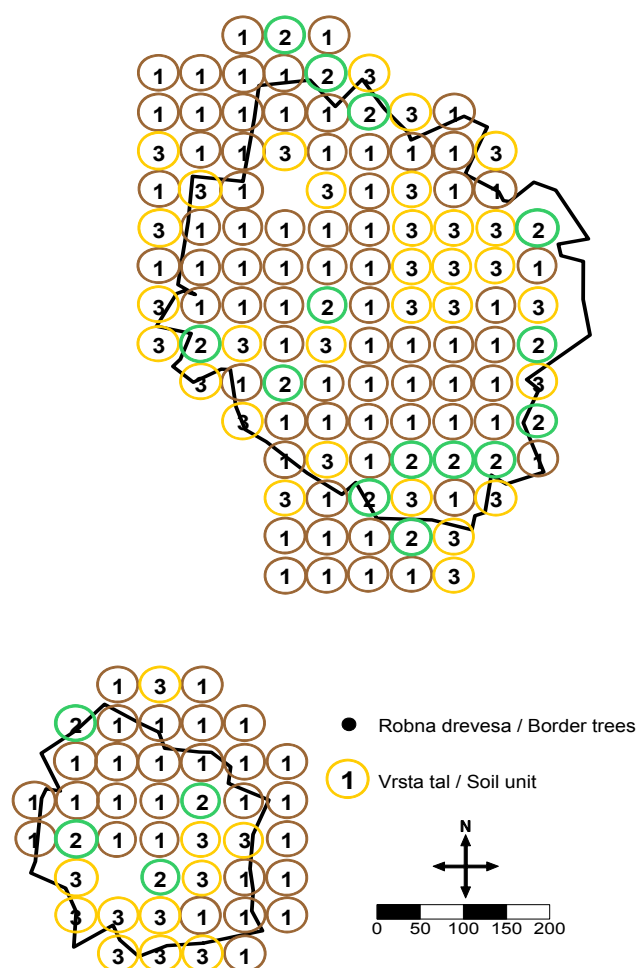 1 2 1
1 1 1 1 2 3
1 1 1 1 1 2 3 1
3 1 1 3 1 1 1 1 3
1 3 1 3 1 3 1 1
3 1 1 1 1 1 3 3 3 2
1 1 1 1 1 1 3 3 3 1
3 1 1 1 2 1 3 3 1 3
3 2 3 1 3 1 1 1 1 2
3 1 2 1 1 1 1 1 3
3 1 1 1 1 1 1 2
1 3 1 2 2 2 1
3 1 2 3 1 3
1 1 1 2 3
1 1 1 1 3
1 3 1
2 1 1 1 1
1 1 1 1 1 1
1 1 1 1 2 1 1
1 2 1 1 3 3 1
3 2 3 1 1
3 3 3 1 1 1
3 3 3 1
Robna drevesa / Border trees
1 Vrsta tal / Soil unit
N
0 50 100 150 200